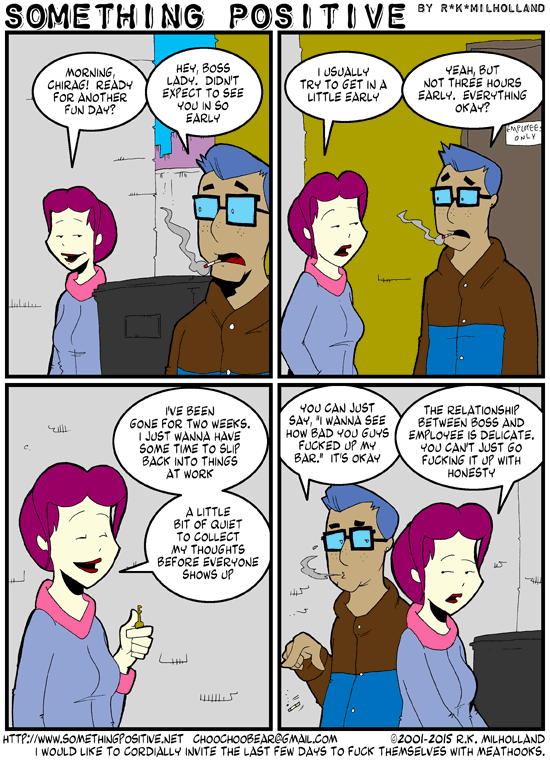 SOMETHING POSITIVE BY R*K*MILHOLLAND
MORNING,
CHIRAG! READY
FOR ANOTHER
FUN DAY?
HEY, BOSS
LADY. DIDN'T
EXPECT TO SEE
YOU IN SO
EARLY
I USUALLY
TRY TO GET IN A
LITTLE EARLY
YEAH, BUT
NOT THREE HOURS
EARLY. EVERYTHING
OKAY?
EMPLOYEES
ONLY
I'VE BEEN
GONE FOR TWO WEEKS.
I JUST WANNA HAVE
SOME TIME TO SLIP
BACK INTO THINGS
AT WORK
A LITTLE
BIT OF QUIET
TO COLLECT
MY THOUGHTS
BEFORE EVERYONE
SHOWS UP
YOU CAN JUST
SAY, "I WANNA SEE
HOW BAD YOU GUYS
FUCKED UP MY
BAR." IT'S OKAY
THE RELATIONSHIP
BETWEEN BOSS AND
EMPLOYEE IS DELICATE.
YOU CAN'T JUST GO
FUCKING IT UP WITH
HONESTY
HTTP://WWW.SOMETHINGPOSITIVE.NET CHOOCHOOBEAR@GMAIL.COM ©2001-2015 R.K. MILHOLLAND
I WOULD LIKE TO CORDIALLY INVITE THE LAST FEW DAYS TO FUCK THEMSELVES WITH MEATHOOKS.